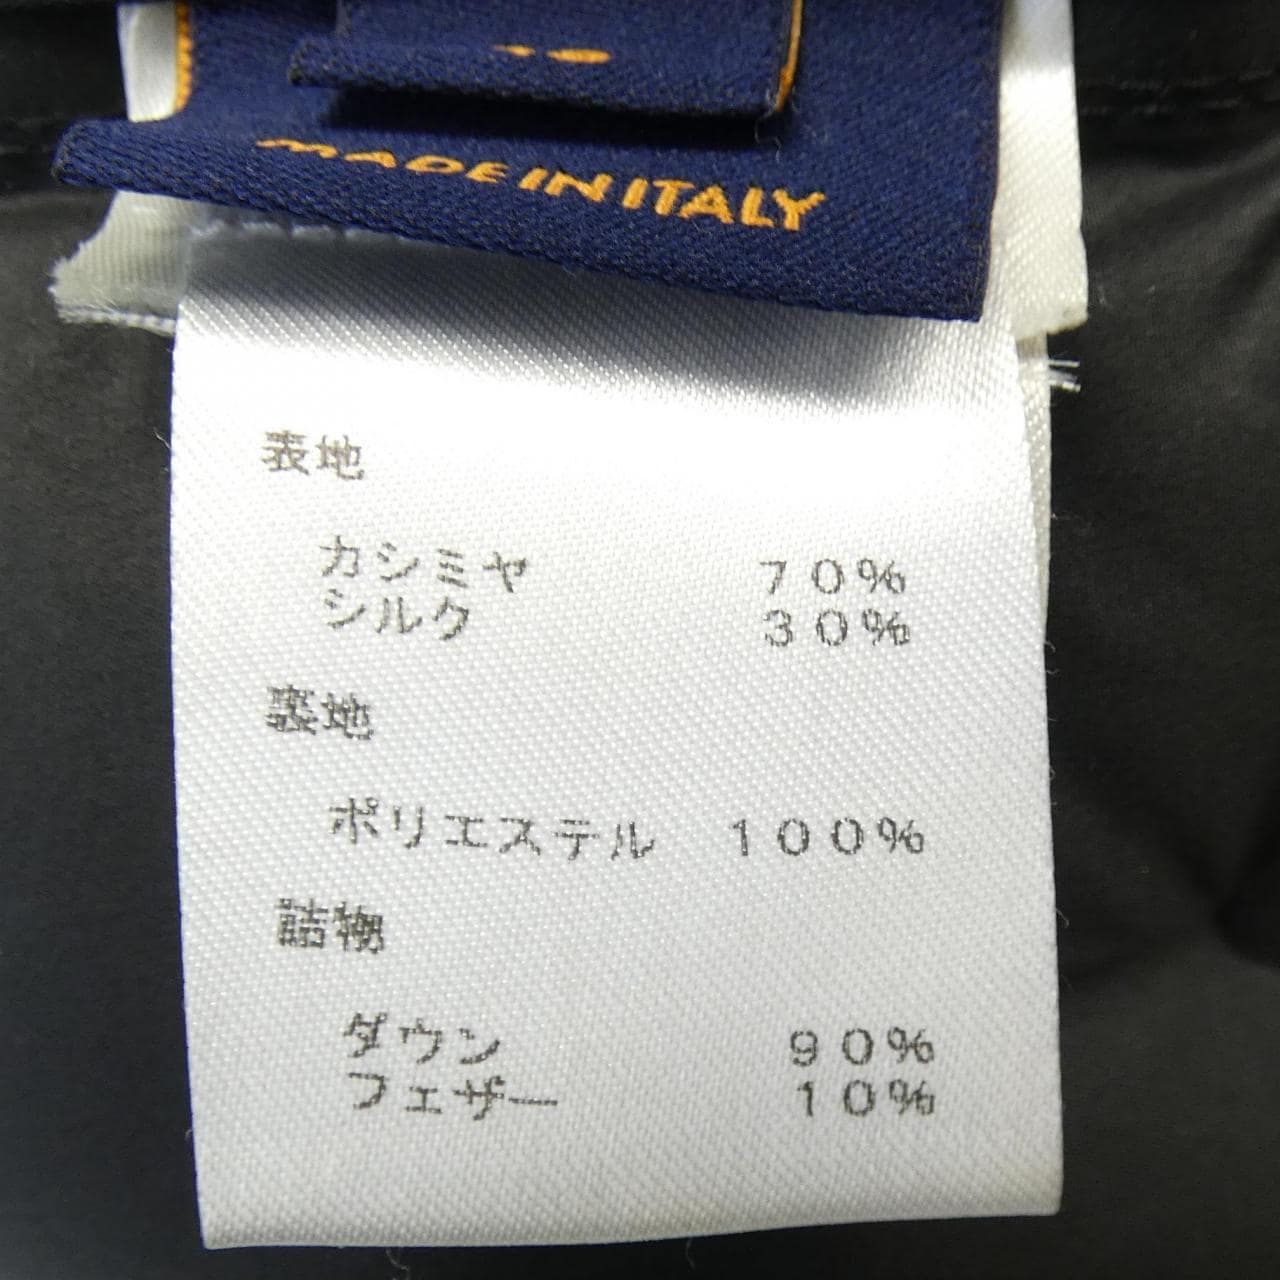 MADE IN ITALY
表地
カシミヤ 70%
シルク 30%
裏地
ポリエステル 100%
詰物
ダウン 90%
フェザー 10%